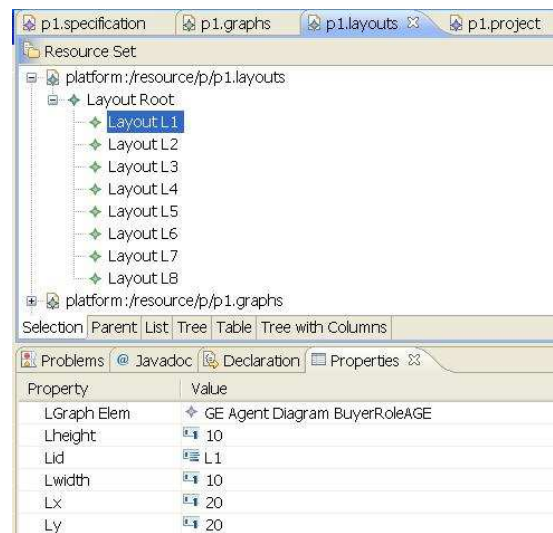 p1.specification p1.graphs p1.layouts p1.project
Resource Set
platform:/resource/p/p1.layouts
Layout Root
Layout L1
Layout L2
Layout L3
Layout L4
Layout L5
Layout L6
Layout L7
Layout L8
platform:/resource/p/p1.graphs
Selection Parent List Tree Table Tree with Columns
Problems @ Javadoc Declaration Properties
Property Value
LGraph Elem GE Agent Diagram BuyerRoleAGE
Lheight 10
Lid L1
Lwidth 10
Lx 20
Ly 20